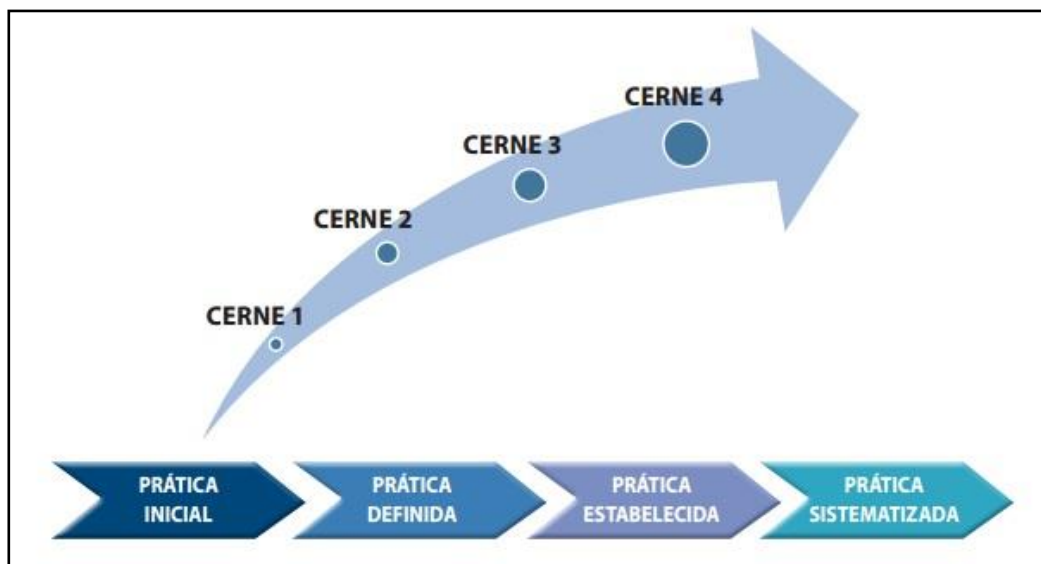 CERNE 4
CERNE 3
CERNE 2
CERNE 1
PRÁTICA
INICIAL
PRÁTICA
DEFINIDA
PRÁTICA
ESTABELECIDA
PRÁTICA
SISTEMATIZADA